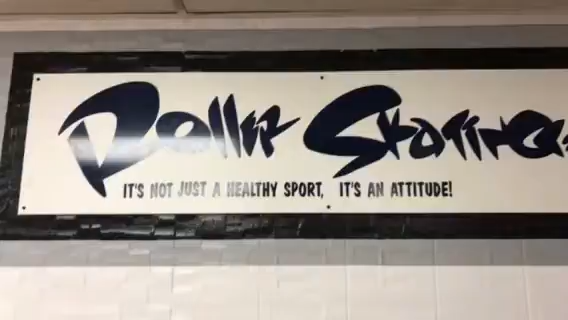 Roller Skating
IT'S NOT JUST A HEALTHY SPORT, IT'S AN ATTITUDE!